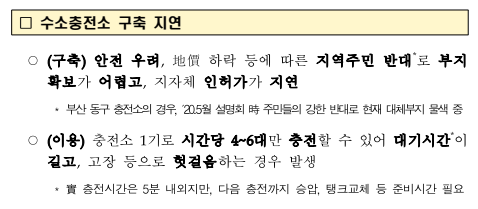 □ 수소충전소 구축 지연
○ (구축) 안전 우려, 地價 하락 등에 따른 지역주민 반대*로 부지
확보가 어렵고, 지자체 인허가가 지연
* 부산 동구 충전소의 경우, '20.5월 설명회 時 주민들의 강한 반대로 현재 대체부지 물색 중
○ (이용) 충전소 1기로 시간당 4~6대만 충전할 수 있어 대기시간*이
길고, 고장 등으로 헛걸음하는 경우 발생
* 實 충전시간은 5분 내외지만, 다음 충전까지 승압, 탱크교체 등 준비시간 필요